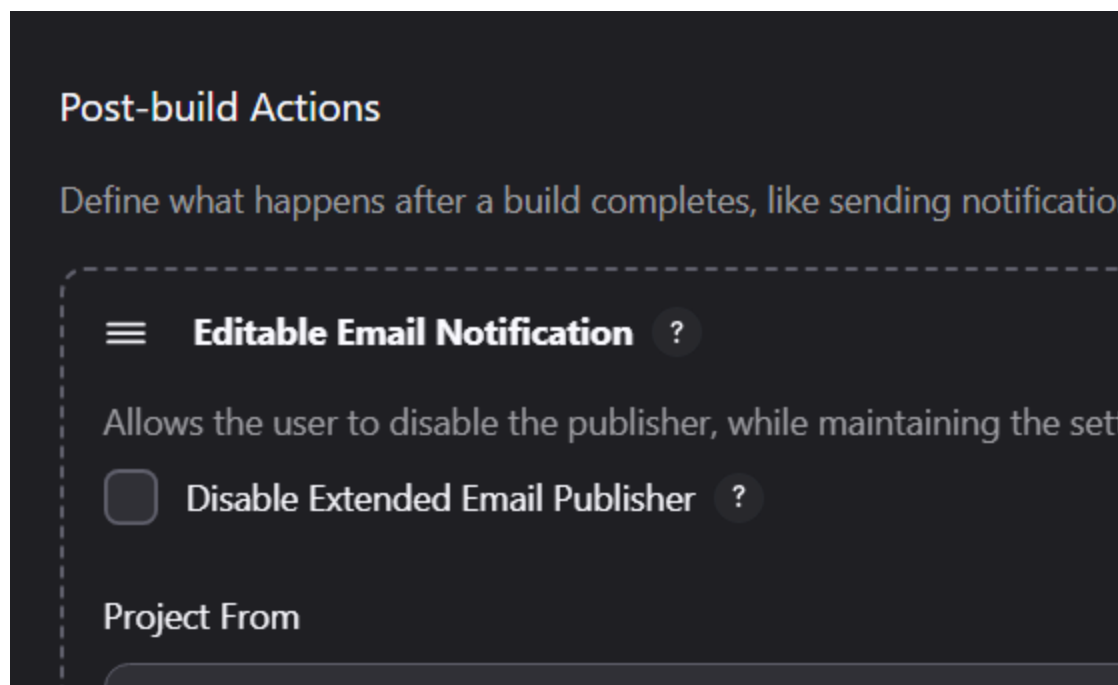 Post-build Actions
Define what happens after a build completes, like sending notificatio
Editable Email Notification ?
Allows the user to disable the publisher, while maintaining the set
Disable Extended Email Publisher ?
Project From